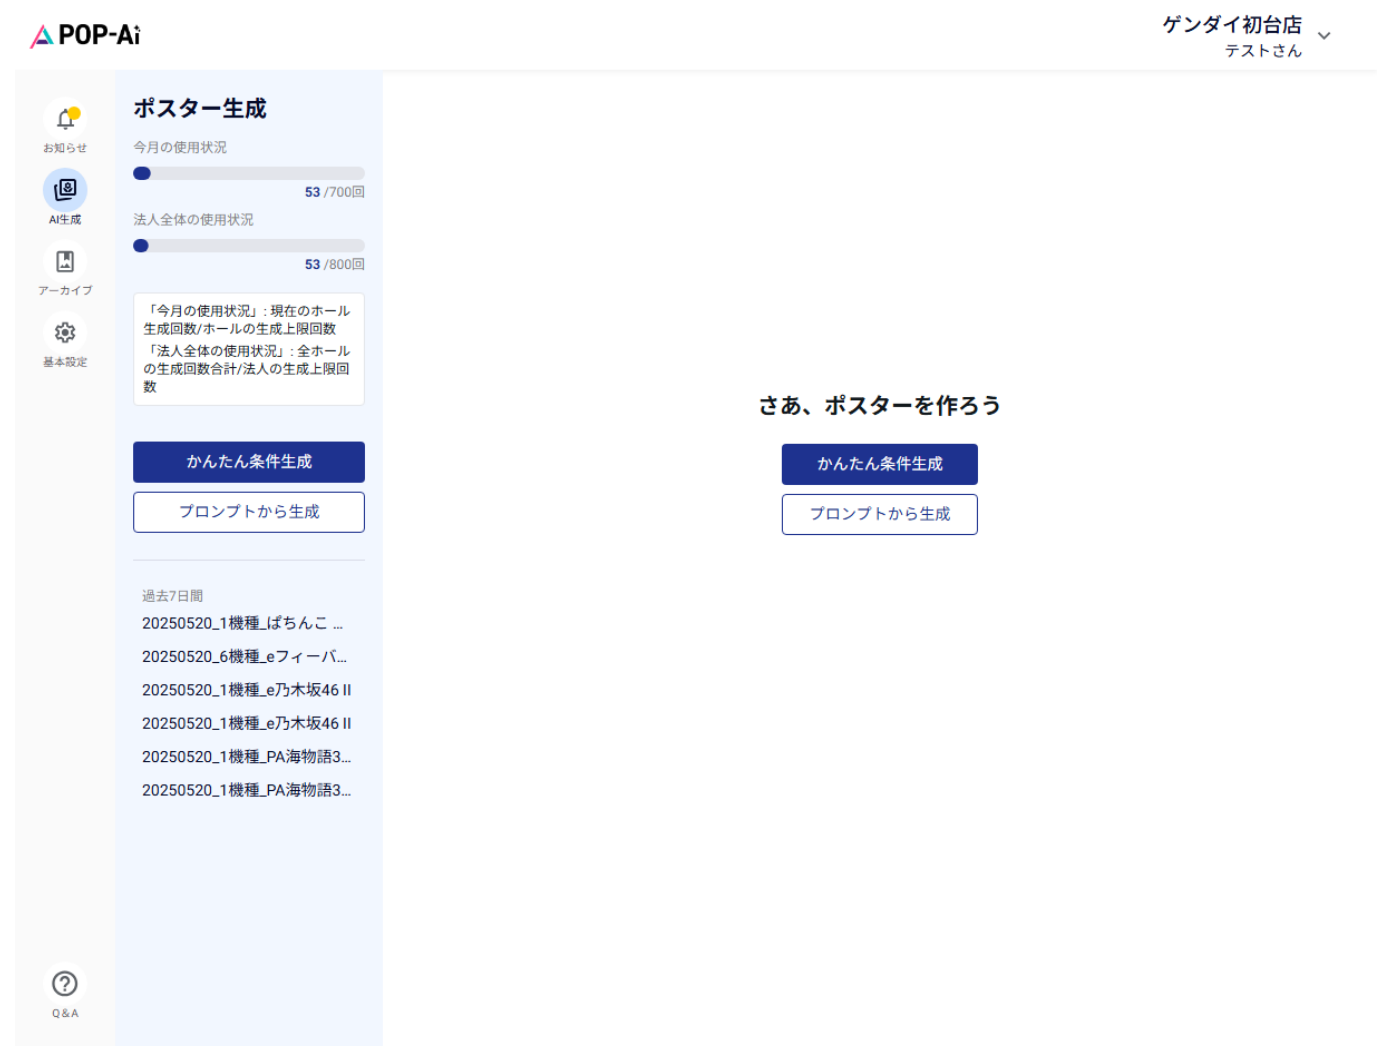 POP-Ai
ゲンダイ初台店
テストさん
お知らせ
AI生成
アーカイブ
基本設定
Q&A
ポスター生成
今月の使用状況
53 /700回
法人全体の使用状況
53 /800回
「今月の使用状況」: 現在のホール
生成回数/ホールの生成上限回数
「法人全体の使用状況」: 全ホール
の生成回数合計/法人の生成上限回
数
かんたん条件生成
プロンプトから生成
過去7日間
20250520_1機種_ぱちんこ ...
20250520_6機種_eフィーバ...
20250520_1機種_e乃木坂46 II
20250520_1機種_e乃木坂46 II
20250520_1機種_PA海物語3...
20250520_1機種_PA海物語3...
さあ、ポスターを作ろう
かんたん条件生成
プロンプトから生成